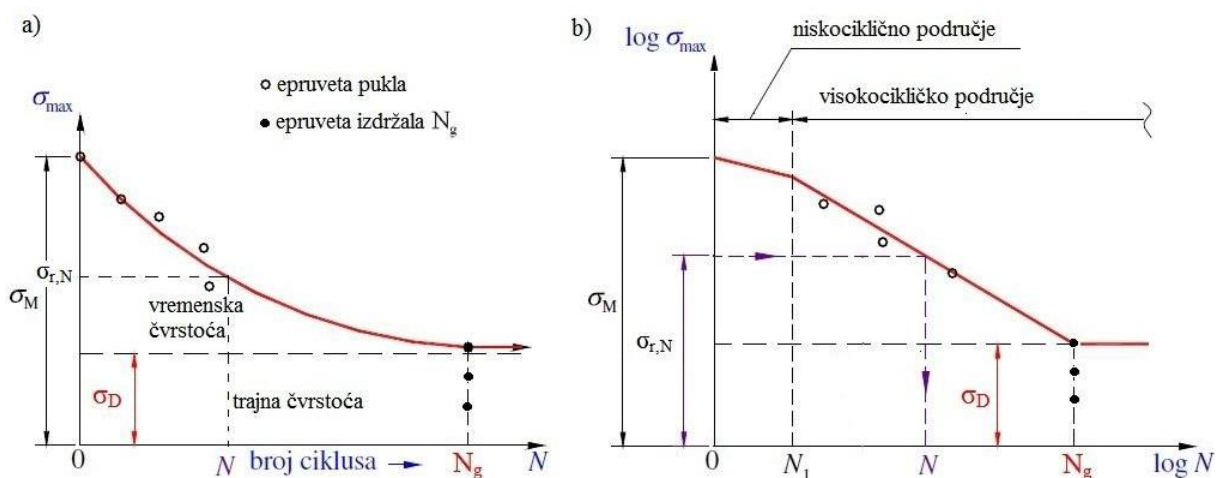 a)
σmax
epruveta pukla
epruveta izdržala Ng
σr,N
σM
vremenska
čvrstoća
σD
trajna čvrstoća
0
N
broj ciklusa
Ng
N
b)
log σmax
niskociklično područje
visokocikličko područje
σM
σr,N
σD
0
N1
N
Ng
log N